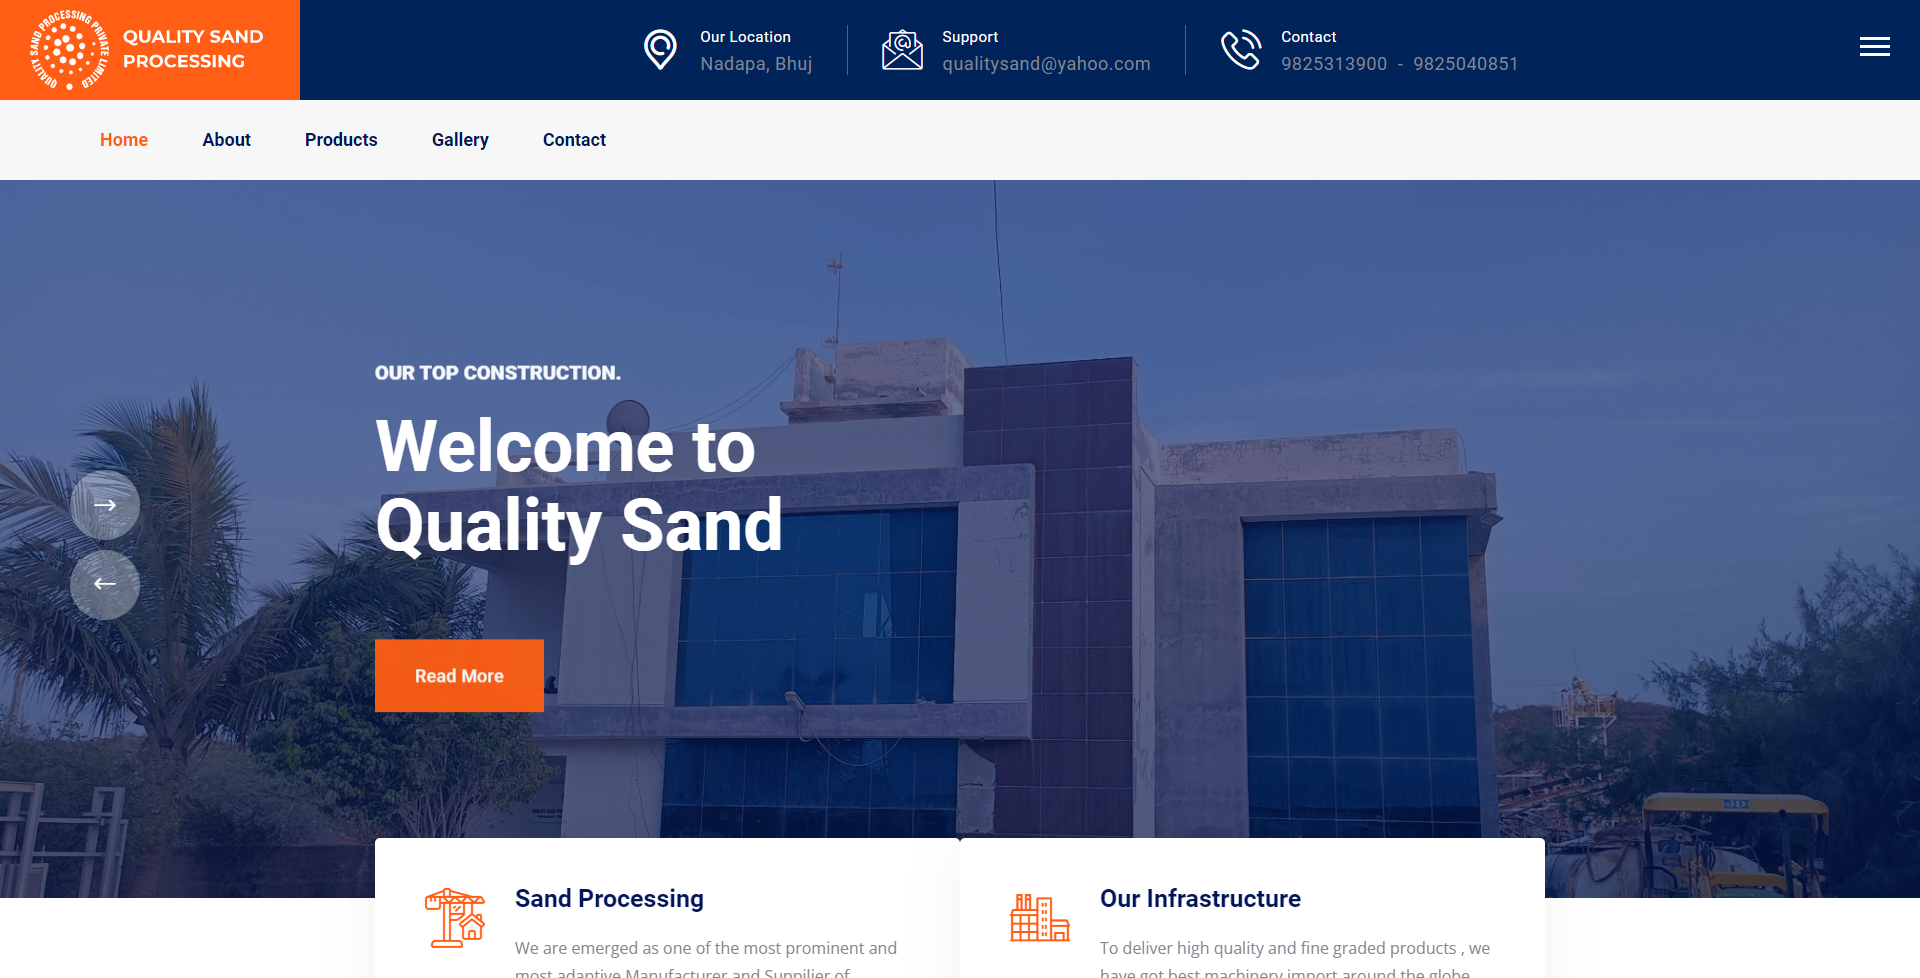 QUALITY SAND PROCESSING PRIVATE LIMITED
QUALITY SAND
PROCESSING
Our Location
Nadapa, Bhuj
Support
qualitysand@yahoo.com
Contact
9825313900 - 9825040851
Home
About
Products
Gallery
Contact
OUR TOP CONSTRUCTION.
Welcome to
Quality Sand
Read More
JD
Sand Processing
We are emerged as one of the most prominent and
most adaptive Manufacturer and Suppilier of
Our Infrastructure
To deliver high quality and fine graded products , we
have got best machinery import around the globe